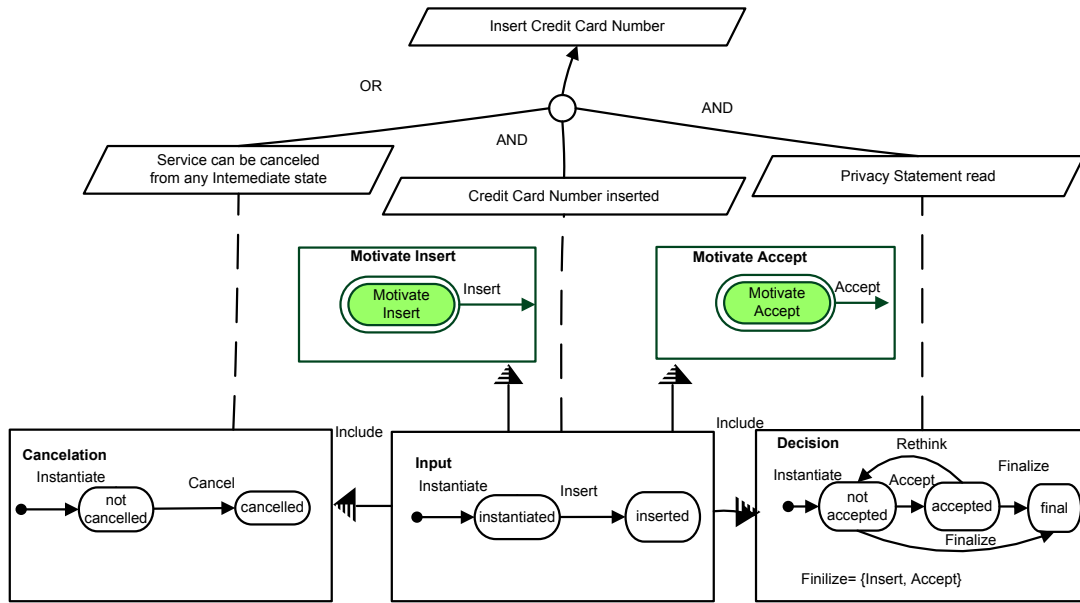 Insert Credit Card Number
OR
AND
AND
Service can be canceled
from any Intemediate state
Credit Card Number inserted
Privacy Statement read
Motivate Insert
Motivate
Insert
Insert
Motivate Accept
Motivate
Accept
Accept
Include
Include
Cancelation
Instantiate
not
cancelled
Cancel
cancelled
Input
Instantiate
instantiated
Insert
inserted
Decision
Instantiate
not
accepted
Accept
Rethink
accepted
Finalize
final
Finalize
Finilize= {Insert, Accept}